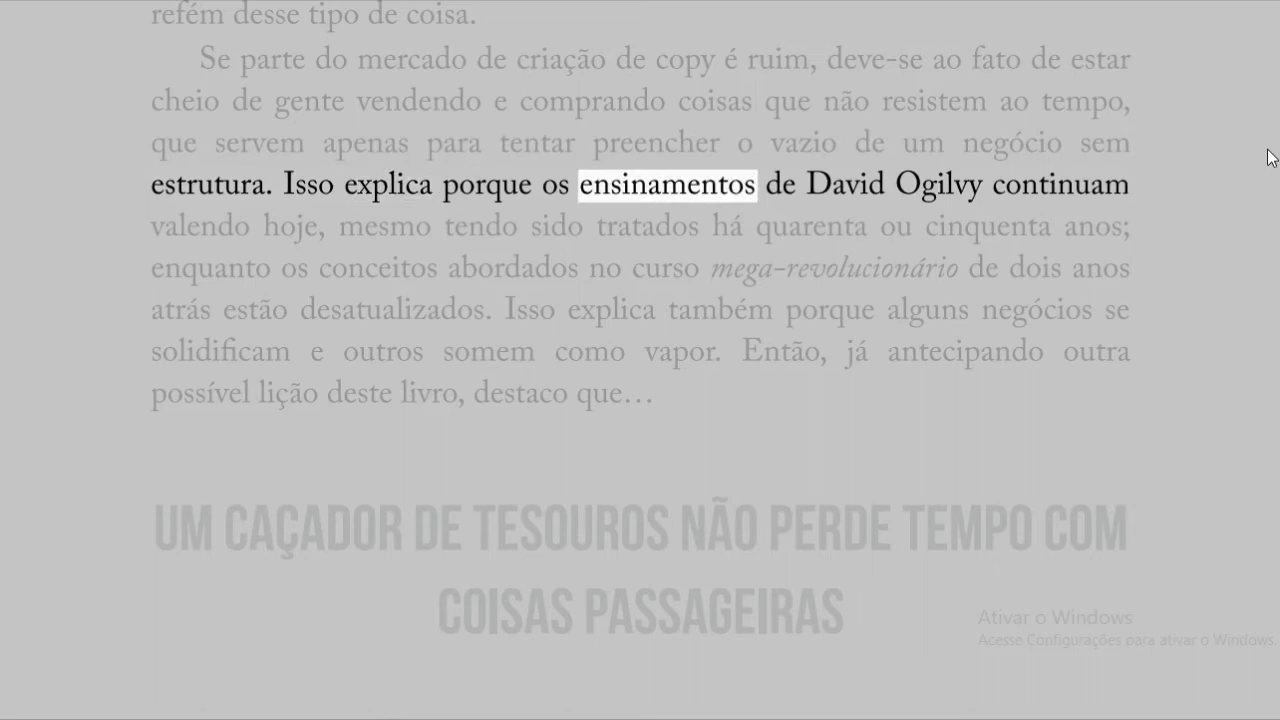 refém desse tipo de coisa.
Se parte do mercado de criação de copy é ruim, deve-se ao fato de estar
cheio de gente vendendo e comprando coisas que não resistem ao tempo,
que servem apenas para tentar preencher o vazio de um negócio sem
estrutura. Isso explica porque os ensinamentos de David Ogilvy continuam
valendo hoje, mesmo tendo sido tratados há quarenta ou cinquenta anos;
enquanto os conceitos abordados no curso mega-revolucionário de dois anos
atrás estão desatualizados. Isso explica também porque alguns negócios se
solidificam e outros somem como vapor. Então, já antecipando outra
possível lição deste livro, destaco que…
UM CAÇADOR DE TESOUROS NÃO PERDE TEMPO COM
COISAS PASSAGEIRAS
Ativar o Windows
Acesse Configurações para ativar o Windows.